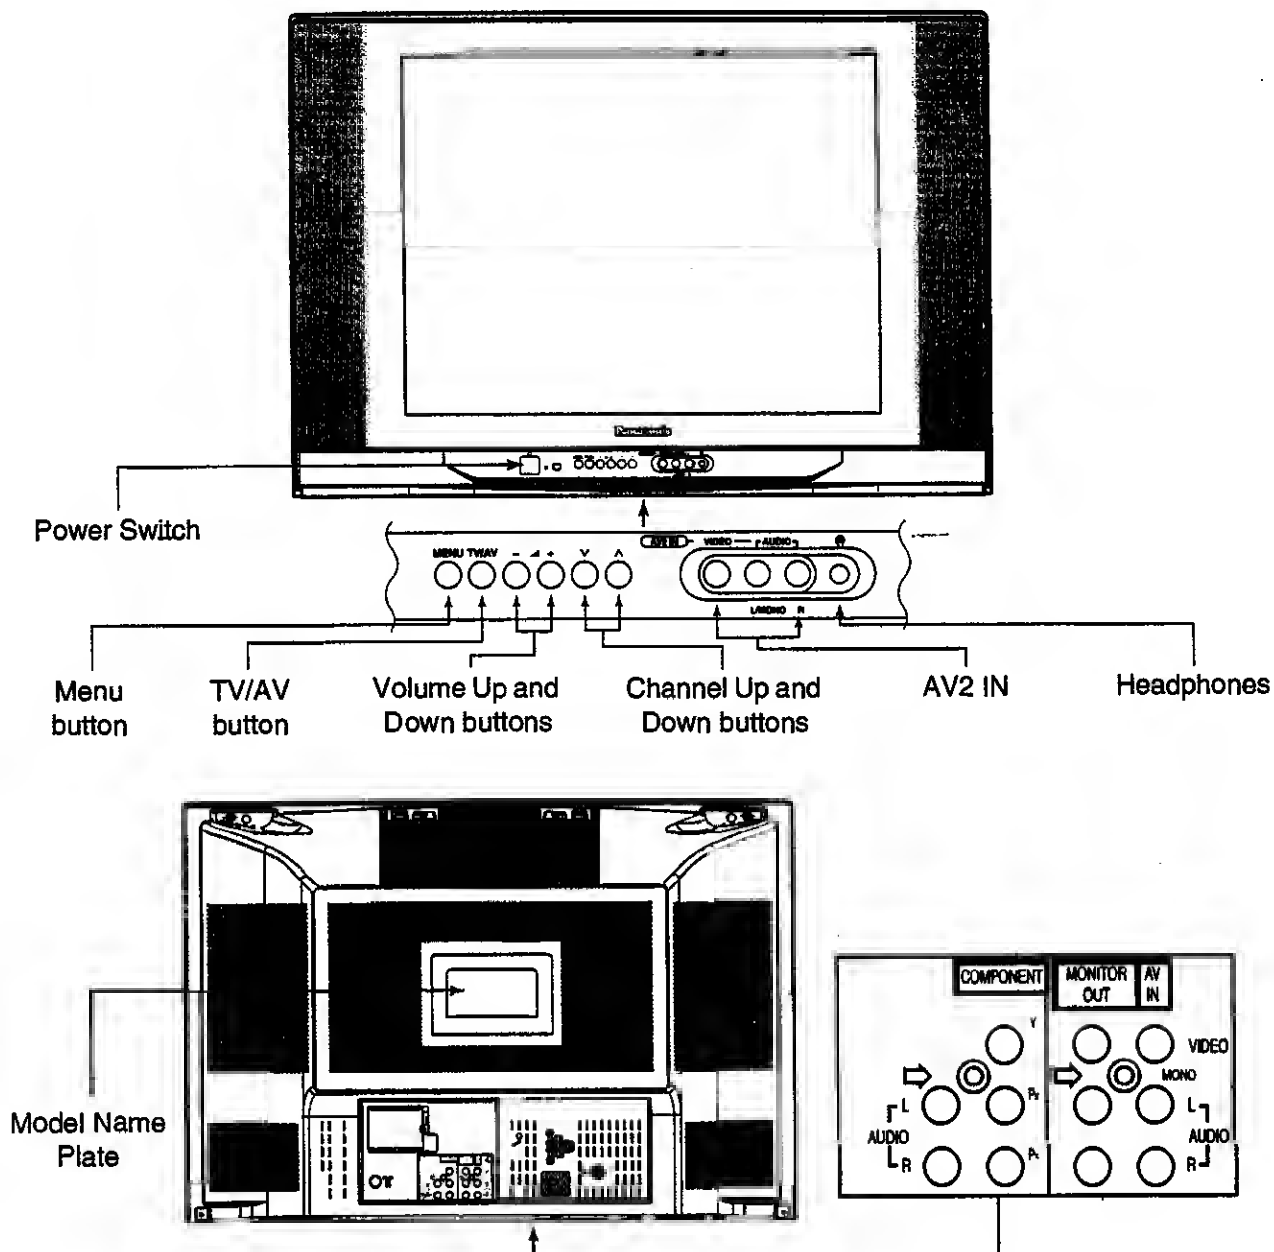 Panasonic
Power Switch
AV2 IN VIDEO AUDIO
MENU TV/AV − +
L/MONO R
Menu button
TV/AV button
Volume Up and Down buttons
Channel Up and Down buttons
AV2 IN
Headphones
Model Name Plate
COMPONENT
MONITOR OUT
AV IN
Y
VIDEO
MONO
L
AUDIO
R
L
AUDIO
R